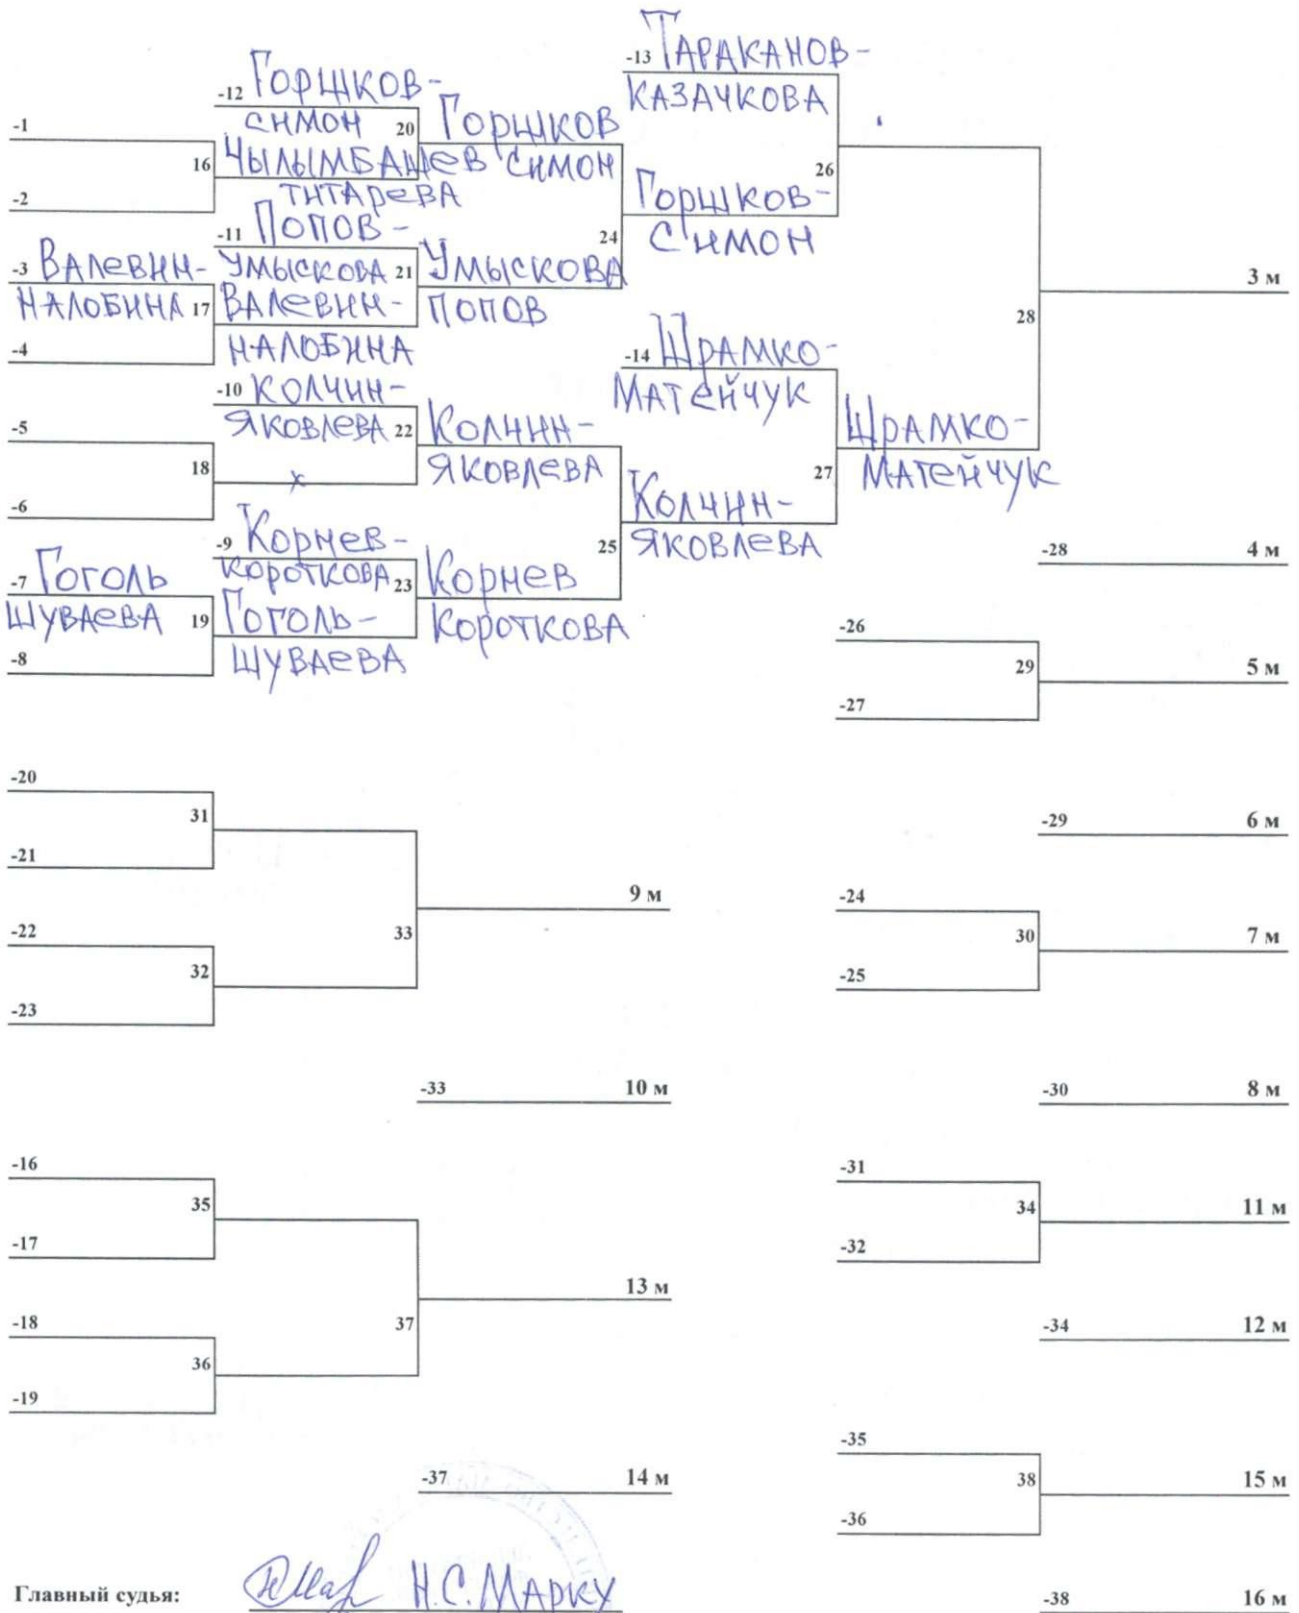 -13 ТАРАКАНОВ-
КАЗАЧКОВА
-12 ГОРШКОВ-
СИМОН
20 ГОРШКОВ
СИМОН
-1
16 ЧЫЛЫМБАШЕВ
ТИТАРЕВА
-2
26
ГОРШКОВ-
СИМОН
-11 ПОПОВ-
УМЫСКОВА
24
-3 ВАЛЕВИН-
НАЛОБИНА
21 УМЫСКОВА
ПОПОВ
17 ВАЛЕВИН-
НАЛОБИНА
-4
3 м
28
-14 ШРАМКО-
МАТЕЙЧУК
-10 КОЛЧИН-
ЯКОВЛЕВА
22 КОЛЧИН-
ЯКОВЛЕВА
ШРАМКО-
МАТЕЙЧУК
-5
18
х
-6
27
КОЛЧИН-
ЯКОВЛЕВА
-9 КОРНЕВ-
КОРОТКОВА
25
-7 ГОГОЛЬ
ШУВАЕВА
23 КОРНЕВ
КОРОТКОВА
19 ГОГОЛЬ-
ШУВАЕВА
-8
-28 4 м
-26
29 5 м
-27
-20
31
-21
-29 6 м
9 м
-24
-22
33
30 7 м
32
-25
-23
-33 10 м
-30 8 м
-16
-31
35
34 11 м
-17
-32
13 м
-18
37
-34 12 м
36
-19
-35
-37 14 м
38 15 м
-36
Главный судья: Н.С. МАРКУ
-38 16 м